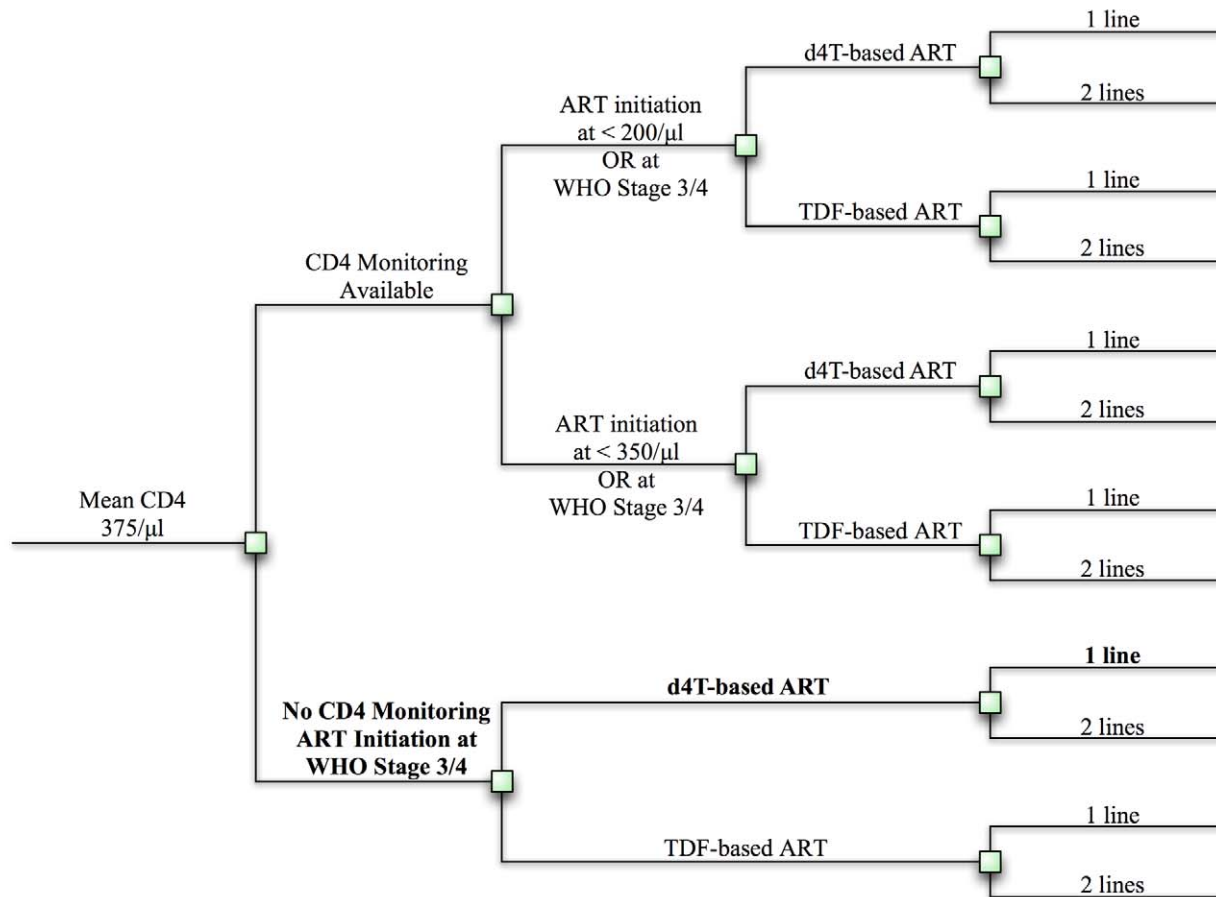 1 line
d4T-based ART
2 lines
ART initiation
at < 200/µl
OR at
WHO Stage 3/4
1 line
TDF-based ART
2 lines
CD4 Monitoring
Available
1 line
d4T-based ART
2 lines
ART initiation
at < 350/µl
OR at
WHO Stage 3/4
1 line
TDF-based ART
2 lines
Mean CD4
375/µl
1 line
d4T-based ART
2 lines
No CD4 Monitoring
ART Initiation at
WHO Stage 3/4
1 line
TDF-based ART
2 lines